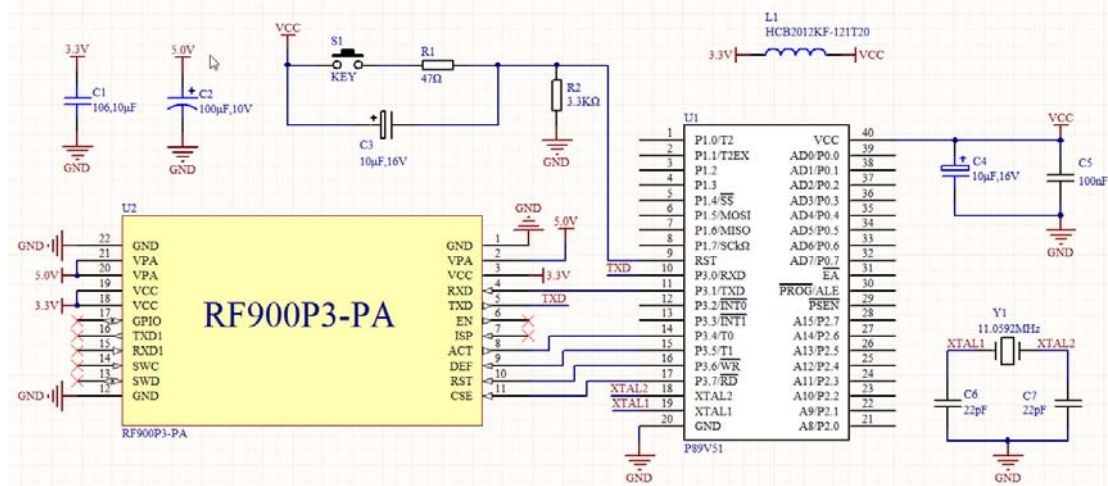 3.3V
C1
106,10μF
GND
5.0V
C2
100μF,10V
GND
VCC
S1
KEY
R1
47Ω
C3
10μF,16V
R2
3.3KΩ
GND
L1
HCB2012KF-121T20
3.3V
VCC
U2
GND
5.0V
3.3V
GND
22 GND
21 VPA
20 VPA
19 VCC
18 VCC
17 GPIO
16 TXD1
15 RXD1
14 SWC
13 SWD
12 GND
RF900P3-PA
GND 1
VPA 2
VCC 3
RXD 4
TXD 5
EN 6
ISP 7
ACT 8
DEF 9
RST 10
CSE 11
GND
5.0V
3.3V
TXD
RF900P3-PA
U1
TXD
XTAL2
XTAL1
1 P1.0/T2
2 P1.1/T2EX
3 P1.2
4 P1.3
5 P1.4/SS
6 P1.5/MOSI
7 P1.6/MISO
8 P1.7/SCkΩ
9 RST
10 P3.0/RXD
11 P3.1/TXD
12 P3.2/INT0
13 P3.3/INT1
14 P3.4/T0
15 P3.5/T1
16 P3.6/WR
17 P3.7/RD
18 XTAL2
19 XTAL1
20 GND
VCC 40
AD0/P0.0 39
AD1/P0.1 38
AD2/P0.2 37
AD3/P0.3 36
AD4/P0.4 35
AD5/P0.5 34
AD6/P0.6 33
AD7/P0.7 32
EA 31
PROG/ALE 30
PSEN 29
A15/P2.7 28
A14/P2.6 27
A13/P2.5 26
A12/P2.4 25
A11/P2.3 24
A10/P2.2 23
A9/P2.1 22
A8/P2.0 21
P89V51
GND
VCC
C4
10μF,16V
C5
100nF
GND
Y1
11.0592MHz
XTAL1
XTAL2
C6
22pF
C7
22pF
GND